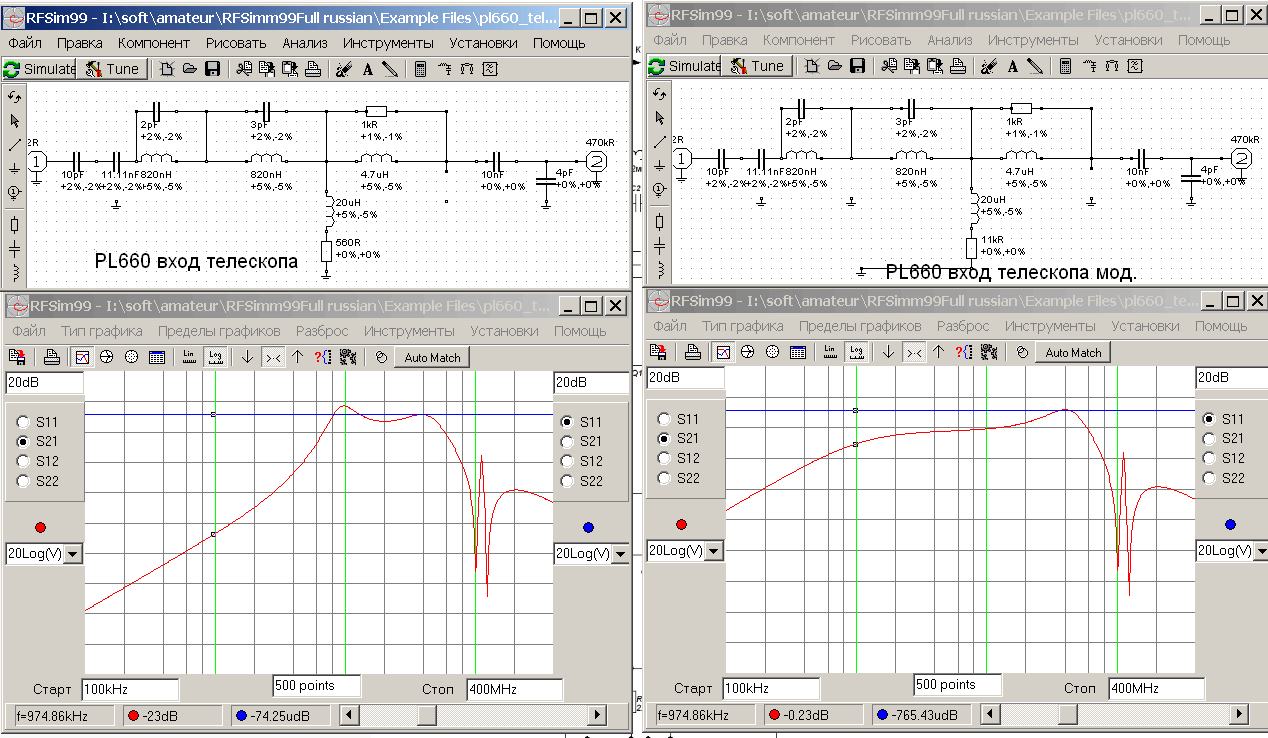 RFSim99 - I:\soft\amateur\RFSimm99Full russian\Example Files\pl660_tel...
Файл Правка Компонент Рисовать Анализ Инструменты Установки Помощь
Simulate Tune
2pF
+2%,-2%
3pF
+2%,-2%
1kR
+1%,-1%
2R
470kR
1
2
10pF
+2%,-2%
11.11nF
+2%,-2%
820nH
+5%,-5%
820nH
+5%,-5%
4.7uH
+5%,-5%
10nF
+0%,+0%
4pF
+0%,+0%
20uH
+5%,-5%
560R
+0%,+0%
PL660 вход телескопа
RFSim99 - I:\soft\amateur\RFSimm99Full russian\Example Files\pl660_te...
Файл Тип графика Пределы графиков Разброс Инструменты Установки Помощь
Lin Log Auto Match
20dB
20dB
S11
S21
S12
S22
S11
S21
S12
S22
20Log(V)
20Log(V)
Старт 100kHz 500 points Стоп 400MHz
f=974.86kHz -23dB -74.25udB
RFSim99 - I:\soft\amateur\RFSimm99Full russian\Example Files\pl660_te...
Файл Правка Компонент Рисовать Анализ Инструменты Установки Помощь
Simulate Tune
2pF
+2%,-2%
3pF
+2%,-2%
1kR
+1%,-1%
2R
470kR
1
2
10pF
+2%,-2%
11.11nF
+2%,-2%
820nH
+5%,-5%
820nH
+5%,-5%
4.7uH
+5%,-5%
10nF
+0%,+0%
4pF
+0%,+0%
20uH
+5%,-5%
11kR
+0%,+0%
PL660 вход телескопа мод.
RFSim99 - I:\soft\amateur\RFSimm99Full russian\Example Files\pl660_te...
Файл Тип графика Пределы графиков Разброс Инструменты Установки Помощь
Lin Log Auto Match
20dB
20dB
S11
S21
S12
S22
S11
S21
S12
S22
20Log(V)
20Log(V)
Старт 100kHz 500 points Стоп 400MHz
f=974.86kHz -0.23dB -765.43udB